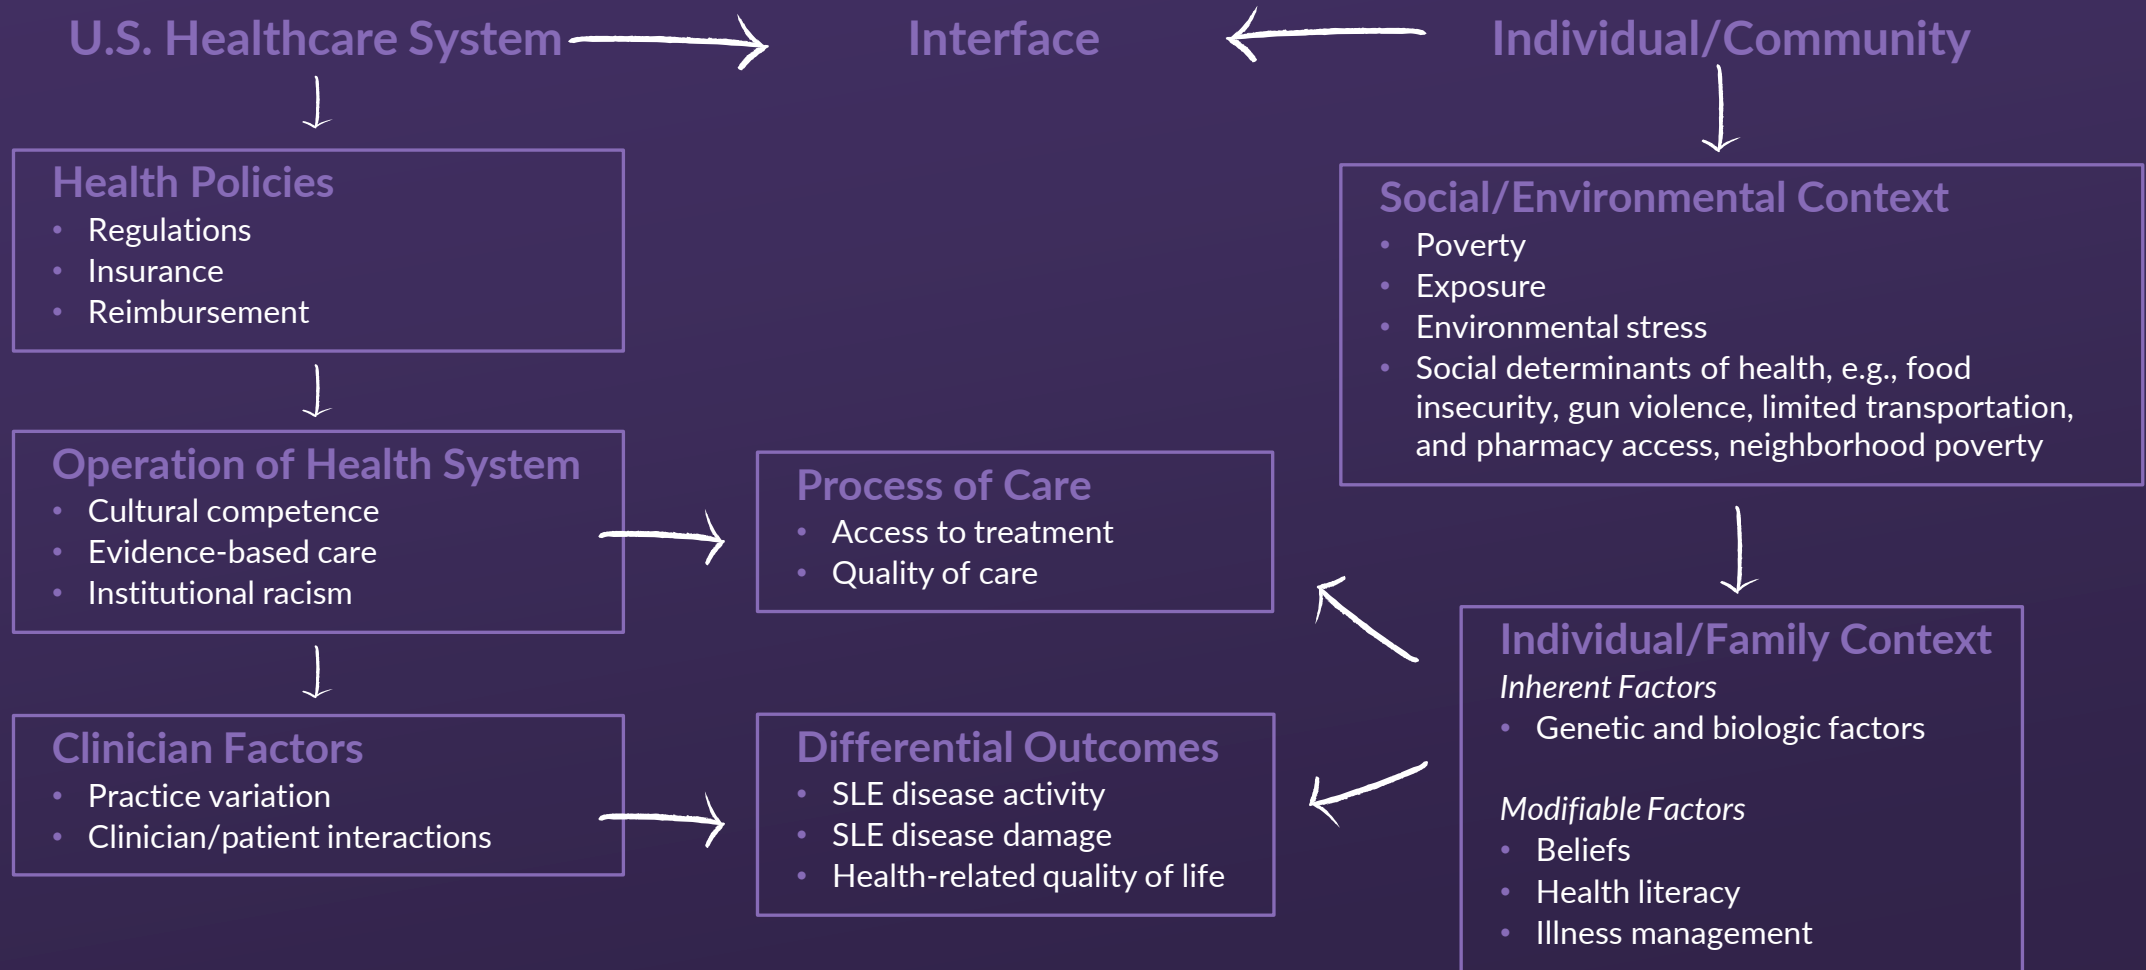 U.S. Healthcare System
Interface
Individual/Community
Health Policies
• Regulations
• Insurance
• Reimbursement
Operation of Health System
• Cultural competence
• Evidence-based care
• Institutional racism
Clinician Factors
• Practice variation
• Clinician/patient interactions
Process of Care
• Access to treatment
• Quality of care
Differential Outcomes
• SLE disease activity
• SLE disease damage
• Health-related quality of life
Social/Environmental Context
• Poverty
• Exposure
• Environmental stress
• Social determinants of health, e.g., food
insecurity, gun violence, limited transportation,
and pharmacy access, neighborhood poverty
Individual/Family Context
Inherent Factors
• Genetic and biologic factors
Modifiable Factors
• Beliefs
• Health literacy
• Illness management